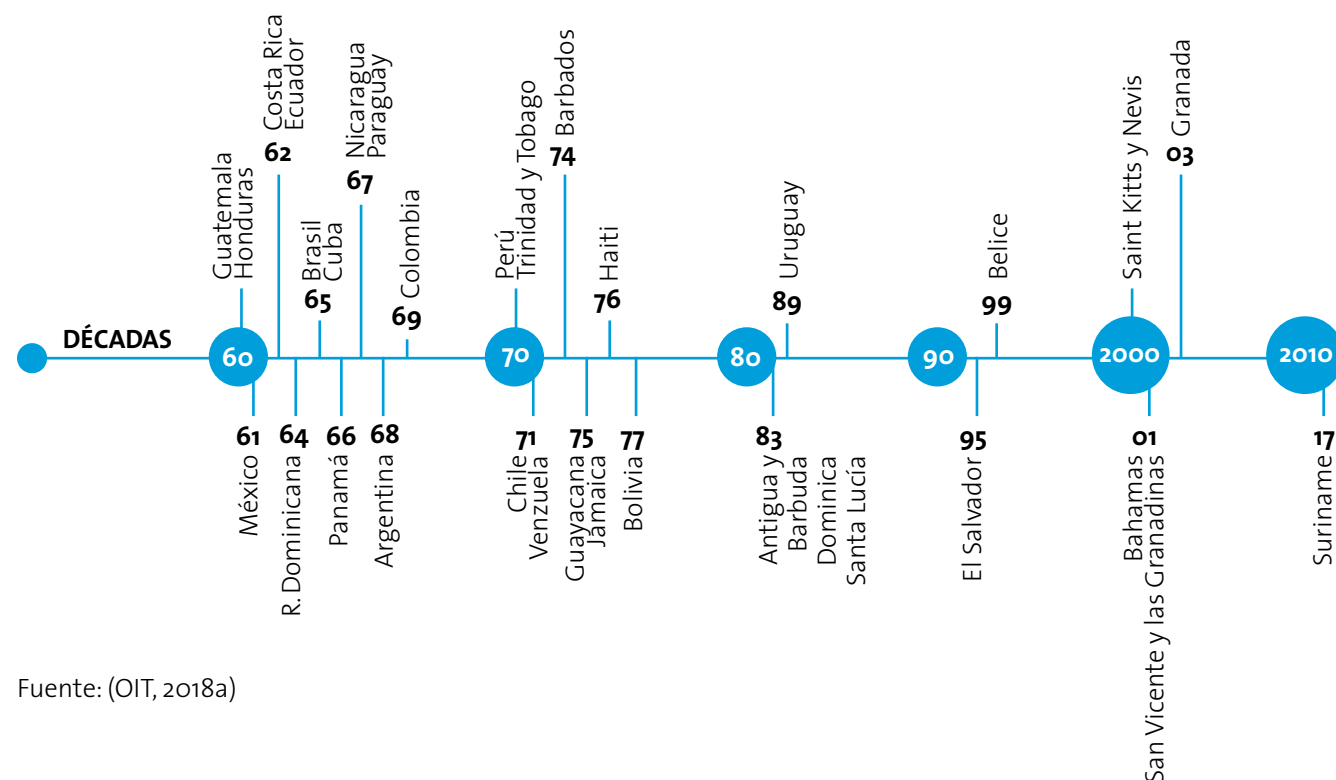 DÉCADAS
60
Guatemala
Honduras
61
México
62
Costa Rica
Ecuador
64
R. Dominicana
65
Brasil
Cuba
66
Panamá
67
Nicaragua
Paraguay
68
Argentina
69
Colombia
70
Perú
Trinidad y Tobago
71
Chile
Venzuela
74
Barbados
75
Guayacana
Jamaica
76
Haiti
77
Bolivia
80
83
Antigua y
Barbuda
Dominica
Santa Lucía
89
Uruguay
90
95
El Salvador
99
Belice
2000
Saint Kitts y Nevis
01
Bahamas
San Vicente y las Granadinas
03
Granada
2010
17
Suriname
Fuente: (OIT, 2018a)